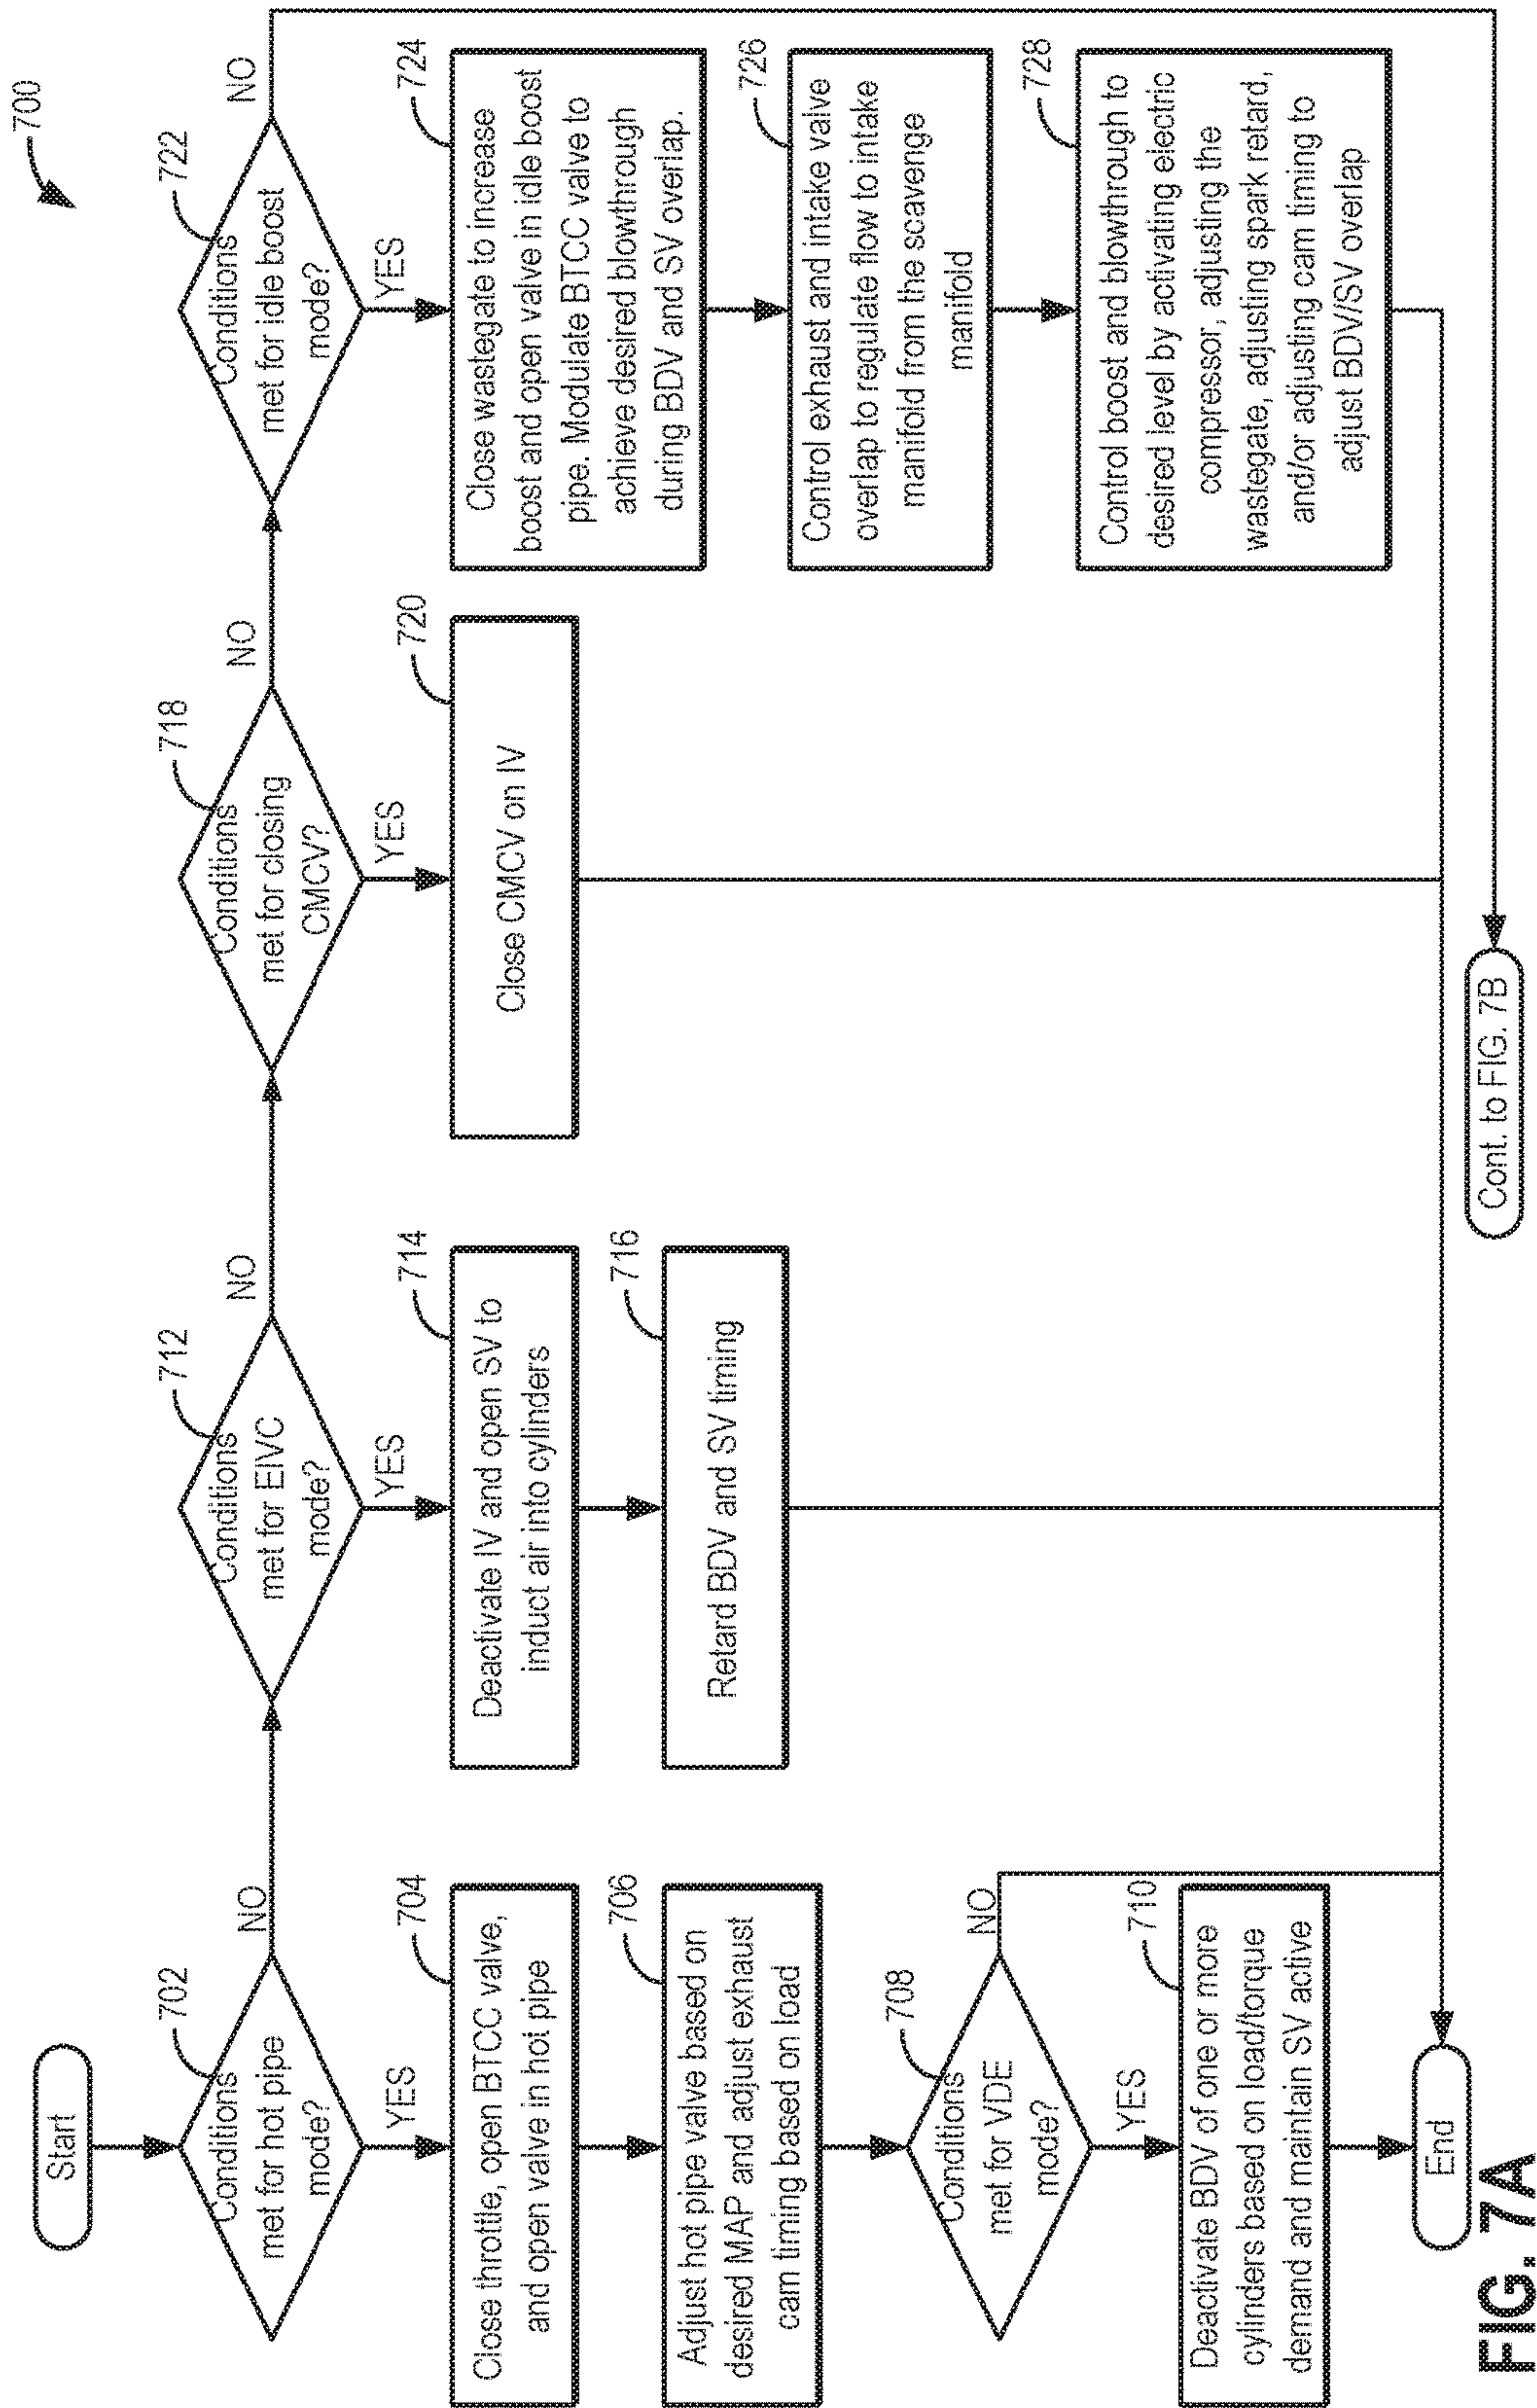 700
Start
702
Conditions
met for hot pipe
mode?
NO
YES
704
Close throttle, open BTCC valve,
and open valve in hot pipe
706
Adjust hot pipe valve based on
desired MAP and adjust exhaust
cam timing based on load
708
Conditions
met for VDE
mode?
NO
YES
710
Deactivate BDV of one or more
cylinders based on load/torque
demand and maintain SV active
End
712
Conditions
met for EIVC
mode?
NO
YES
714
Deactivate IV and open SV to
induct air into cylinders
716
Retard BDV and SV timing
718
Conditions
met for closing
CMCV?
NO
YES
720
Close CMCV on IV
722
Conditions
met for idle boost
mode?
NO
YES
724
Close wastegate to increase
boost and open valve in idle boost
pipe. Modulate BTCC valve to
achieve desired blowthrough
during BDV and SV overlap.
726
Control exhaust and intake valve
overlap to regulate flow to intake
manifold from the scavenge
manifold
728
Control boost and blowthrough to
desired level by activating electric
compressor, adjusting the
wastegate, adjusting spark retard,
and/or adjusting cam timing to
adjust BDV/SV overlap
Cont. to FIG. 7B
FIG. 7A